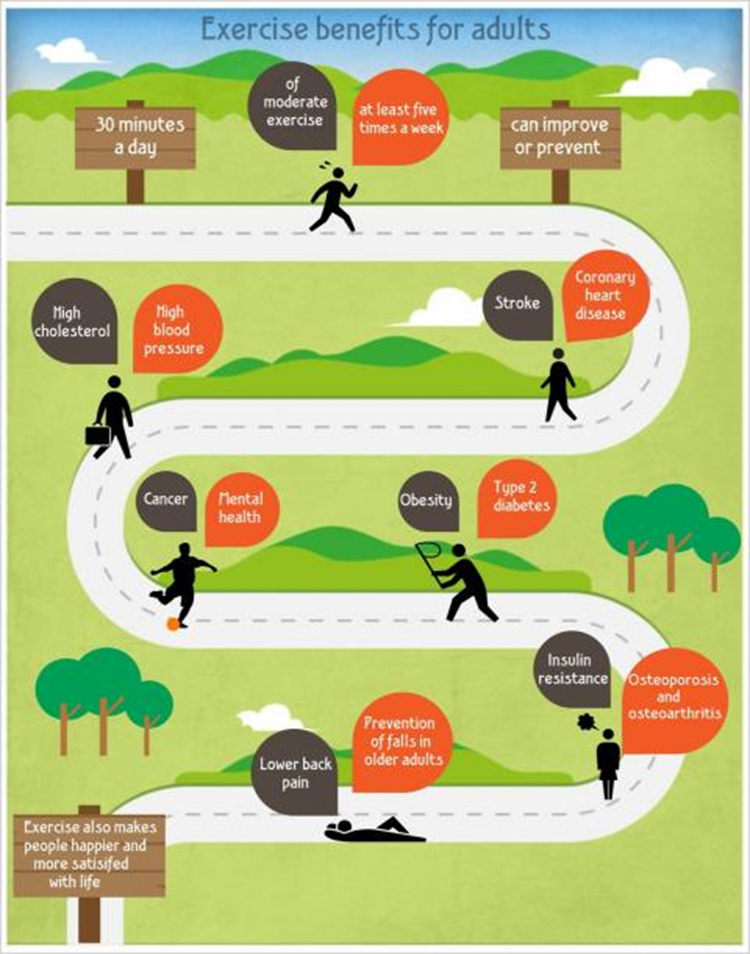 Exercise benefits for adults
30 minutes
a day
of
moderate
exercise
at least five
times a week
can improve
or prevent
Stroke
Coronary
heart
disease
High
cholesterol
High
blood
pressure
Cancer
Mental
health
Obesity
Type 2
diabetes
Insulin
resistance
Osteoporosis
and
osteoarthritis
Lower back
pain
Prevention
of falls in
older adults
Exercise also makes
people happier and
more satisifed
with life